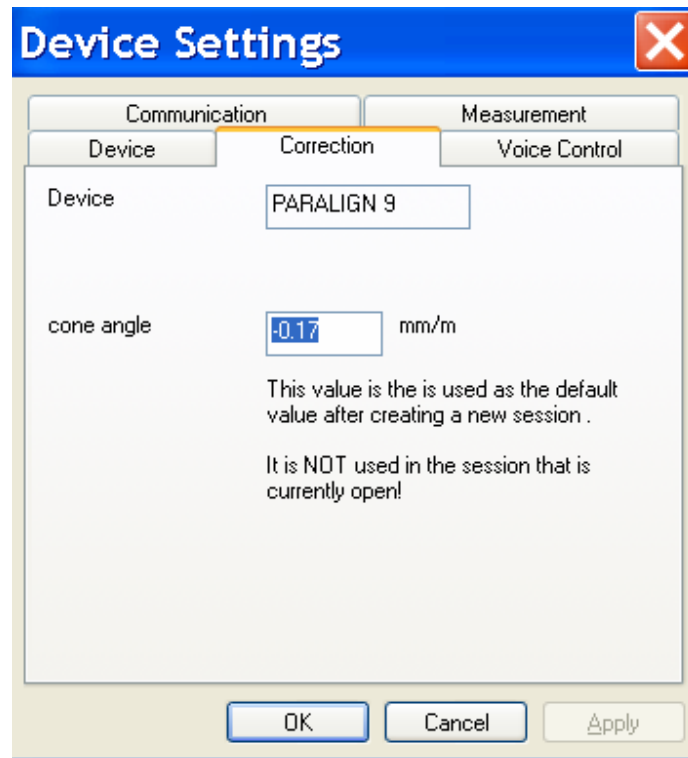 Device Settings
Communication Measurement
Device Correction Voice Control
Device PARALIGN 9
cone angle -0.17 mm/m
This value is the is used as the default
value after creating a new session .
It is NOT used in the session that is
currently open!
OK Cancel Apply